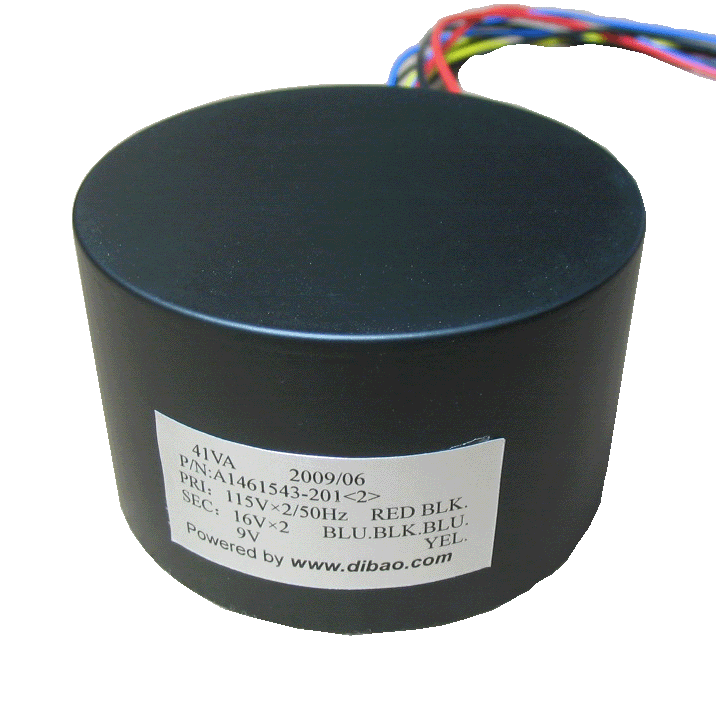 41VA 2009/06
P/N:A1461543-201<2>
PRI: 115V×2/50Hz RED BLK.
SEC: 16V×2 BLU.BLK.BLU.
9V YEL.
Powered by www.dibao.com